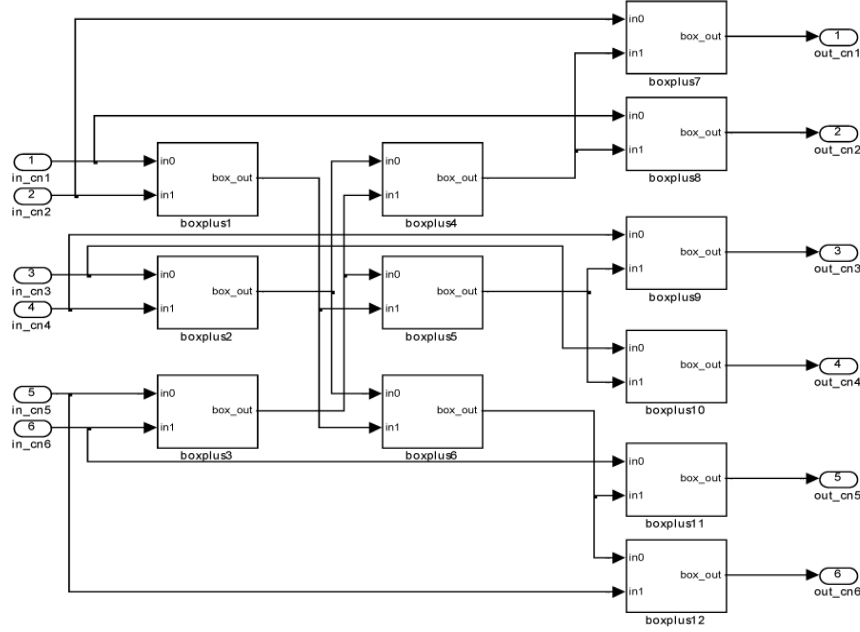 in0
box_out
in1
boxplus7
1
out_cn1
in0
box_out
in1
boxplus8
2
out_cn2
1
in_cn1
2
in_cn2
in0
box_out
in1
boxplus1
in0
box_out
in1
boxplus4
in0
box_out
in1
boxplus9
3
out_cn3
3
in_cn3
4
in_cn4
in0
box_out
in1
boxplus2
in0
box_out
in1
boxplus5
in0
box_out
in1
boxplus10
4
out_cn4
5
in_cn5
6
in_cn6
in0
box_out
in1
boxplus3
in0
box_out
in1
boxplus6
in0
box_out
in1
boxplus11
5
out_cn5
in0
box_out
in1
boxplus12
6
out_cn6